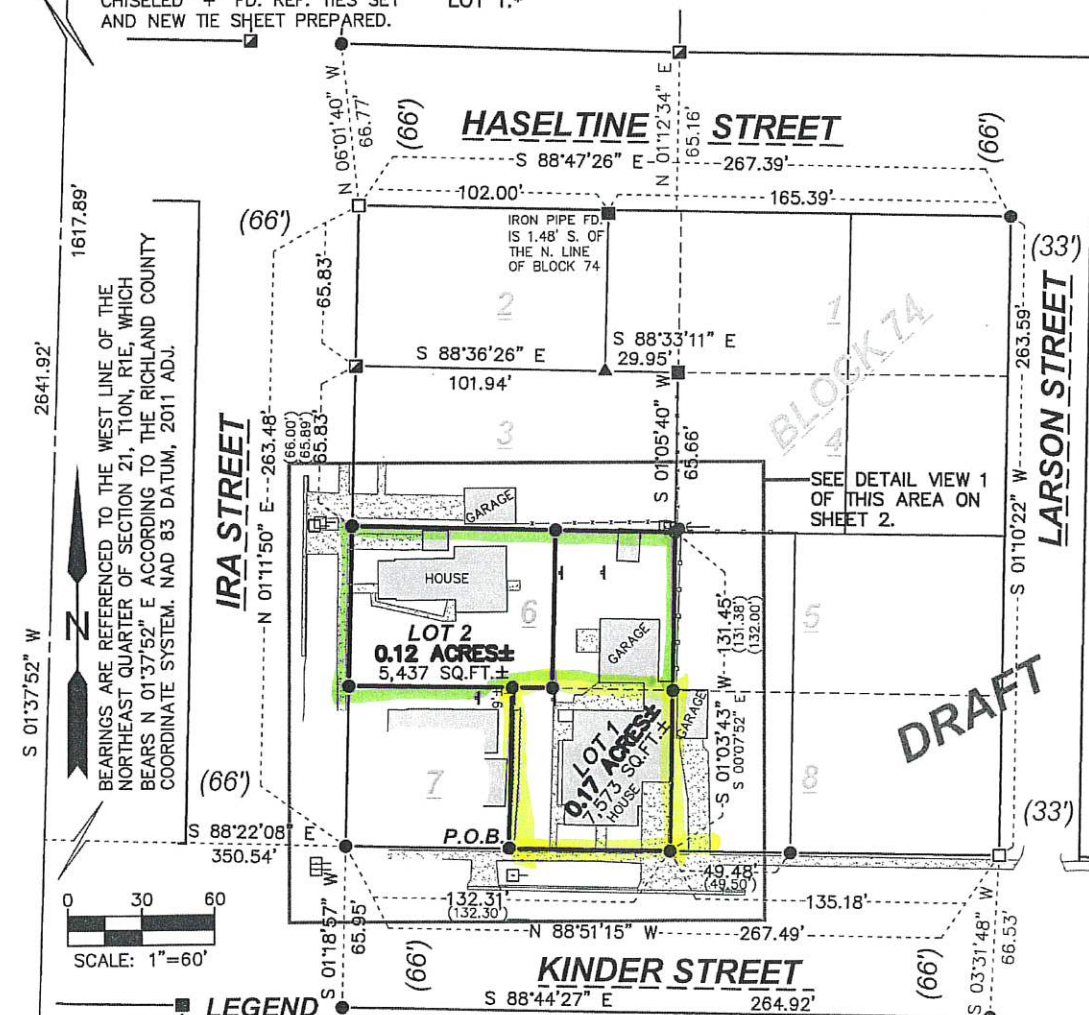 CHISELED "+" FD. REF. TIES SET
LOT 1.*
AND NEW TIE SHEET PREPARED.
N 06°01'40" W
66.77'
(66')
HASELTINE STREET
N 01°12'34" E
65.16'
(66')
S 88°47'26" E
267.39'
102.00'
165.39'
(66')
IRON PIPE FD.
IS 1.48' S. OF
THE N. LINE
OF BLOCK 74
(33')
1617.89'
2641.92'
S 01°37'52" W
BEARINGS ARE REFERENCED TO THE WEST LINE OF THE
NORTHEAST QUARTER OF SECTION 21, T10N, R1E, WHICH
BEARS N 01°37'52" E ACCORDING TO THE RICHLAND COUNTY
COORDINATE SYSTEM. NAD 83 DATUM, 2011 ADJ.
65.83'
2
1
BLOCK 74
263.59'
LARSON STREET
S 88°36'26" E
101.94'
S 88°33'11" E
29.95'
IRA STREET
N 01°11'50" E
263.48'
(66.00')
(65.89')
65.83'
3
S 01°05'40" W
65.66'
4
S 01°10'22" W
SEE DETAIL VIEW 1
OF THIS AREA ON
SHEET 2.
GARAGE
HOUSE
6
LOT 2
0.12 ACRES±
5,437 SQ.FT.±
GARAGE
131.45'
(131.38')
(132.00')
5
N
9.1'
GARAGE
S 01°03'43" W
S 00°07'52" E
LOT 1
0.17 ACRES±
7,573 SQ.FT.±
HOUSE
DRAFT
7
8
(66')
(33')
S 88°22'08" E
350.54'
P.O.B.
49.48'
(49.50')
132.31'
(132.30')
135.18'
0 30 60
SCALE: 1"=60'
S 01°18'57" W
65.95'
(66')
N 88°51'15" W
267.49'
(66')
S 03°31'48" W
66.53
KINDER STREET
LEGEND
S 88°44'27" E
264.92'